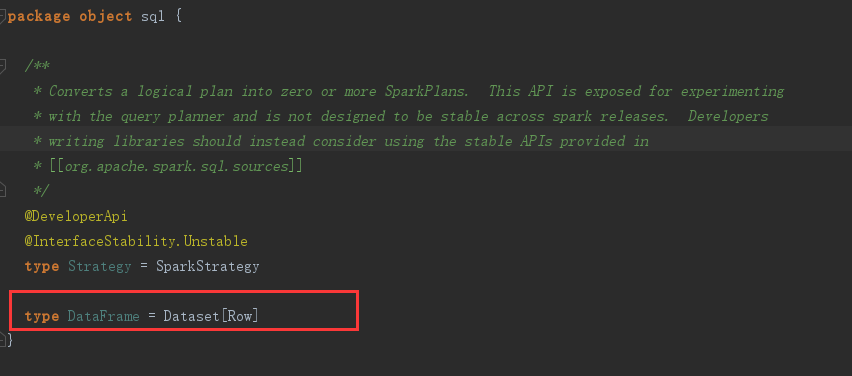 package object sql {
/**
* Converts a logical plan into zero or more SparkPlans.  This API is exposed for experimenting
* with the query planner and is not designed to be stable across spark releases.  Developers
* writing libraries should instead consider using the stable APIs provided in
* [[org.apache.spark.sql.sources]]
*/
@DeveloperApi
@InterfaceStability.Unstable
type Strategy = SparkStrategy
type DataFrame = Dataset[Row]
}